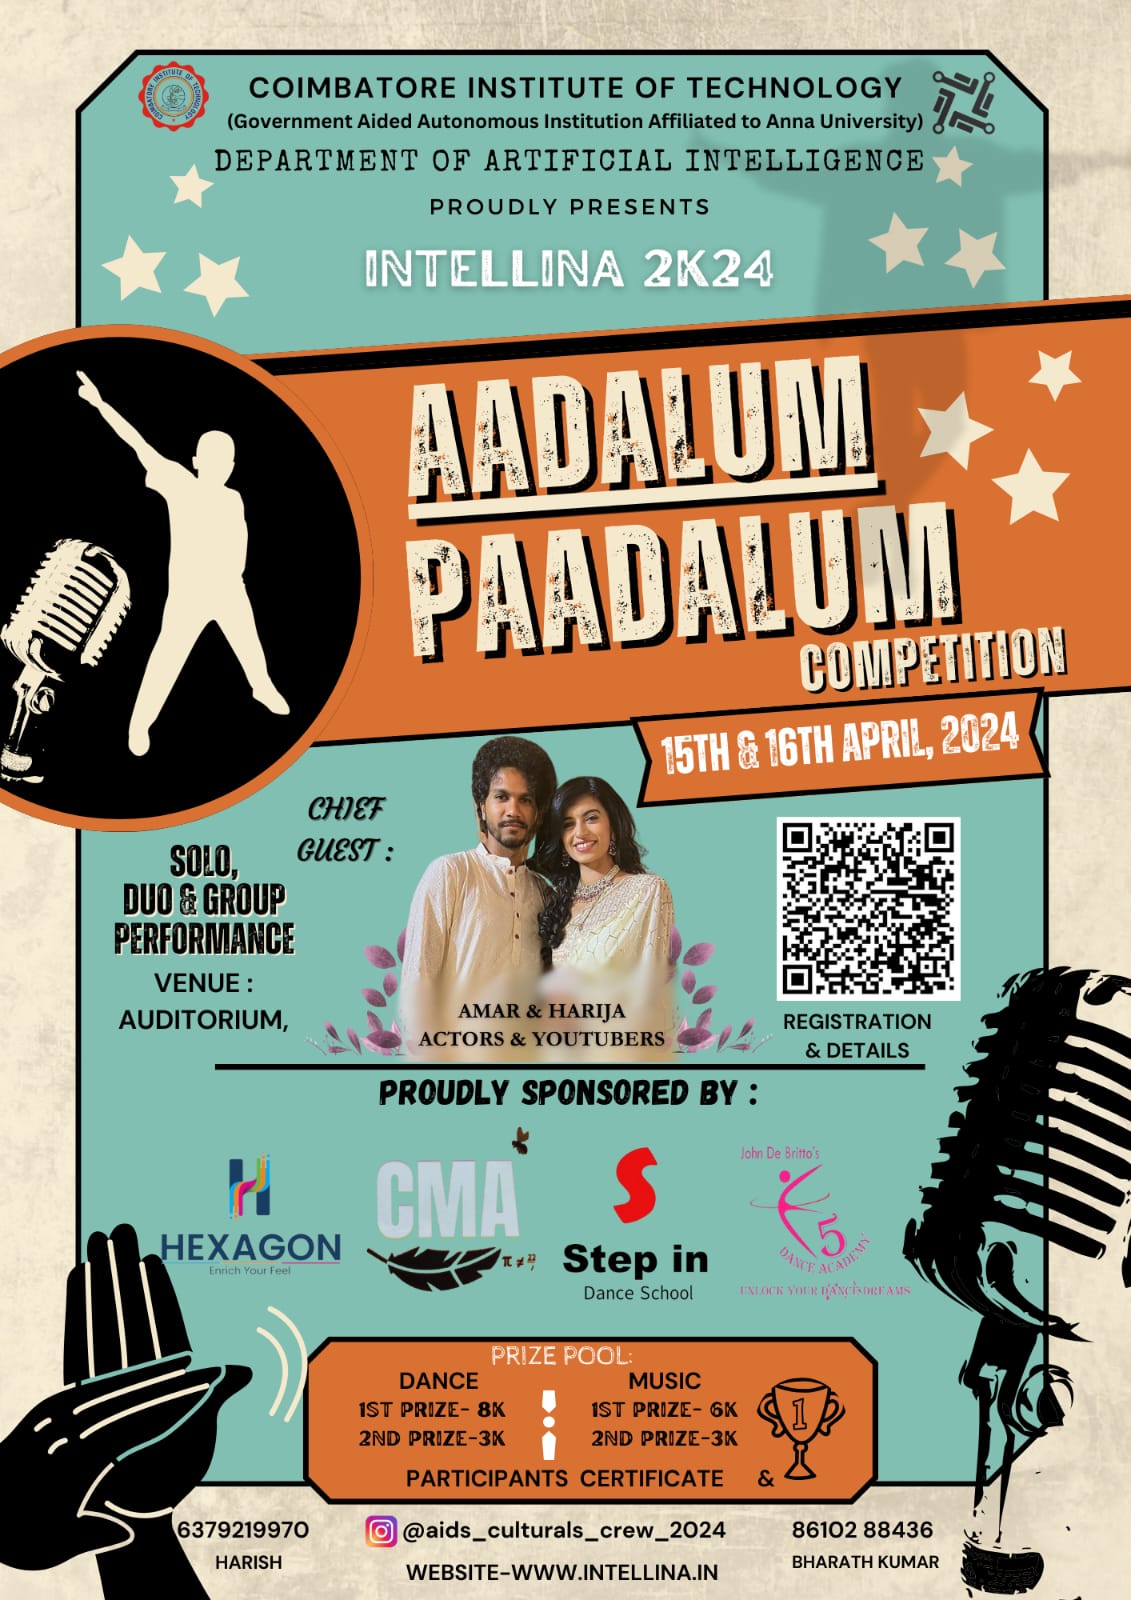 COIMBATORE INSTITUTE OF TECHNOLOGY
(Government Aided Autonomous Institution Affiliated to Anna University)
DEPARTMENT OF ARTIFICIAL INTELLIGENCE
PROUDLY PRESENTS
INTELLINA 2K24
AADALUM
PAADALUM
COMPETITION
15TH & 16TH APRIL, 2024
CHIEF
GUEST :
SOLO,
DUO & GROUP
PERFORMANCE
VENUE :
AUDITORIUM,
AMAR & HARIJA
ACTORS & YOUTUBERS
REGISTRATION
& DETAILS
PROUDLY SPONSORED BY :
HEXAGON
Enrich Your Feel
CMA
π ≠ 22/7
S
Step in
Dance School
John De Britto's
5
DANCE ACADEMY
UNLOCK YOUR DANCE DREAMS
PRIZE POOL:
DANCE
1ST PRIZE- 8K
2ND PRIZE-3K
MUSIC
1ST PRIZE- 6K
2ND PRIZE-3K
PARTICIPANTS CERTIFICATE &
1
6379219970
HARISH
@aids_culturals_crew_2024
WEBSITE-WWW.INTELLINA.IN
86102 88436
BHARATH KUMAR